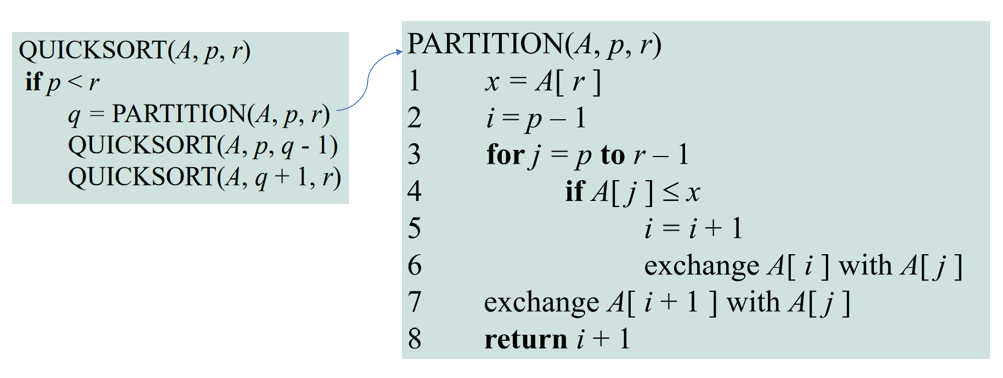 QUICKSORT(A, p, r)
if p < r
q = PARTITION(A, p, r)
QUICKSORT(A, p, q - 1)
QUICKSORT(A, q + 1, r)
PARTITION(A, p, r)
1 x = A[ r ]
2 i = p – 1
3 for j = p to r – 1
4 if A[ j ] ≤ x
5 i = i + 1
6 exchange A[ i ] with A[ j ]
7 exchange A[ i + 1 ] with A[ j ]
8 return i + 1